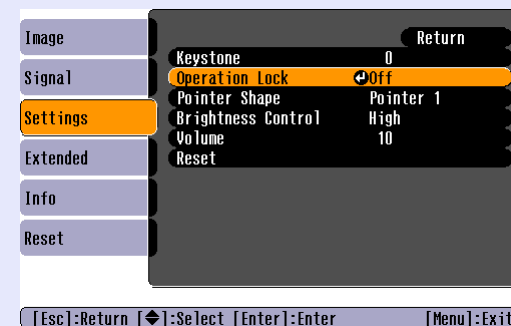 Image
Signal
Settings
Extended
Info
Reset
Return
Keystone 0
Operation Lock Off
Pointer Shape Pointer 1
Brightness Control High
Volume 10
Reset
[Esc]:Return [◆]:Select [Enter]:Enter [Menu]:Exit